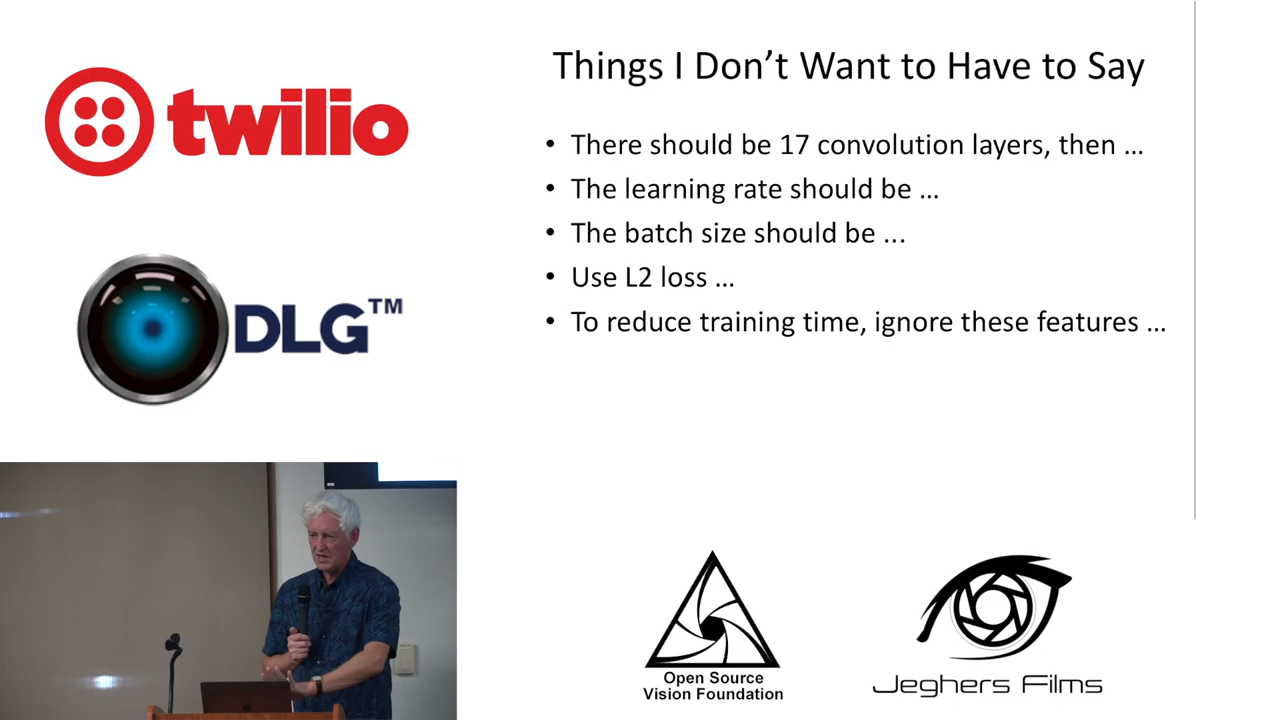 twilio
DLG™
Things I Don’t Want to Have to Say
• There should be 17 convolution layers, then …
• The learning rate should be …
• The batch size should be …
• Use L2 loss …
• To reduce training time, ignore these features …
Open Source
Vision Foundation
Jeghers Films